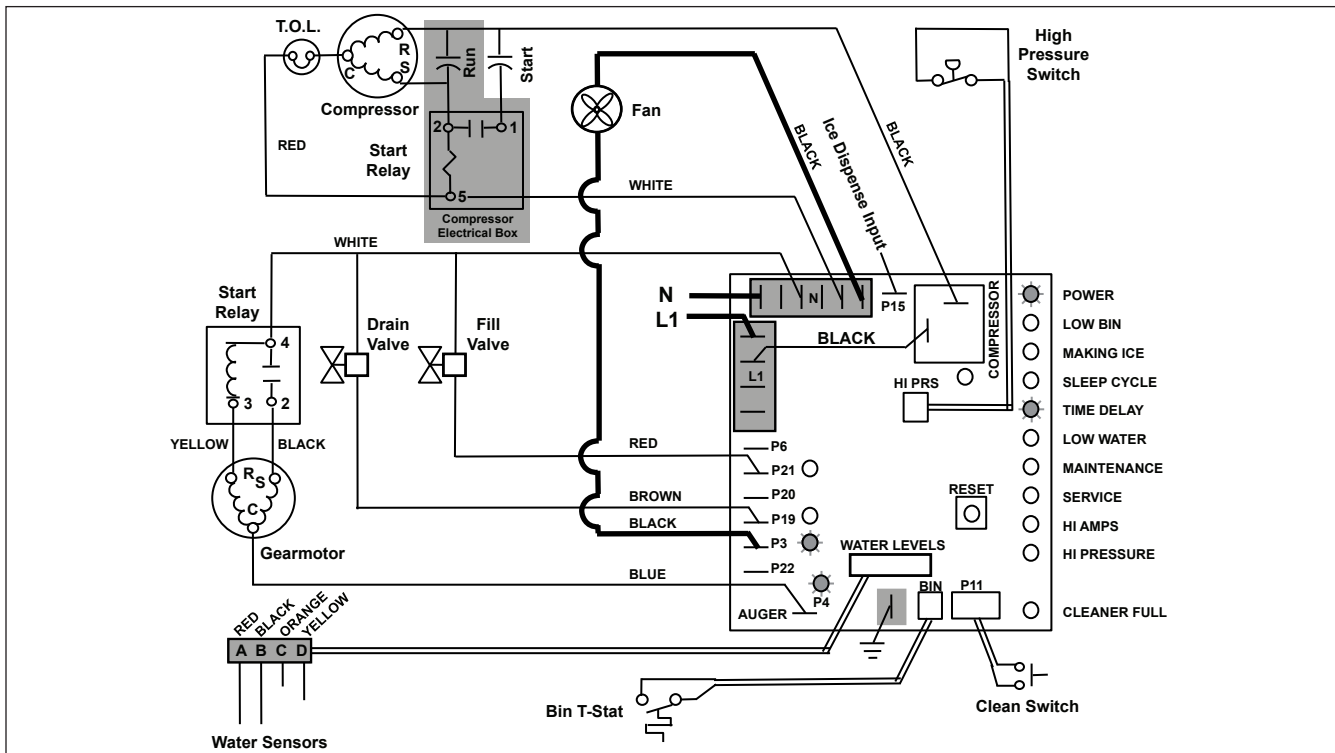 T.O.L.
R
S
C
Compressor
Run
Start
2
1
5
Start
Relay
Compressor
Electrical Box
RED
Fan
BLACK
Ice Dispense Input
BLACK
High
Pressure
Switch
WHITE
WHITE
N
L1
N
P15
BLACK
L1
COMPRESSOR
HI PRS
POWER
LOW BIN
MAKING ICE
SLEEP CYCLE
TIME DELAY
LOW WATER
MAINTENANCE
SERVICE
HI AMPS
HI PRESSURE
CLEANER FULL
Start
Relay
4
3
2
Drain
Valve
Fill
Valve
YELLOW
BLACK
R
S
C
Gearmotor
RED
BROWN
BLACK
BLUE
P6
P21
P20
P19
P3
P22
P4
AUGER
RESET
WATER LEVELS
BIN
P11
RED
BLACK
ORANGE
YELLOW
A B C D
Water Sensors
Bin T-Stat
Clean Switch